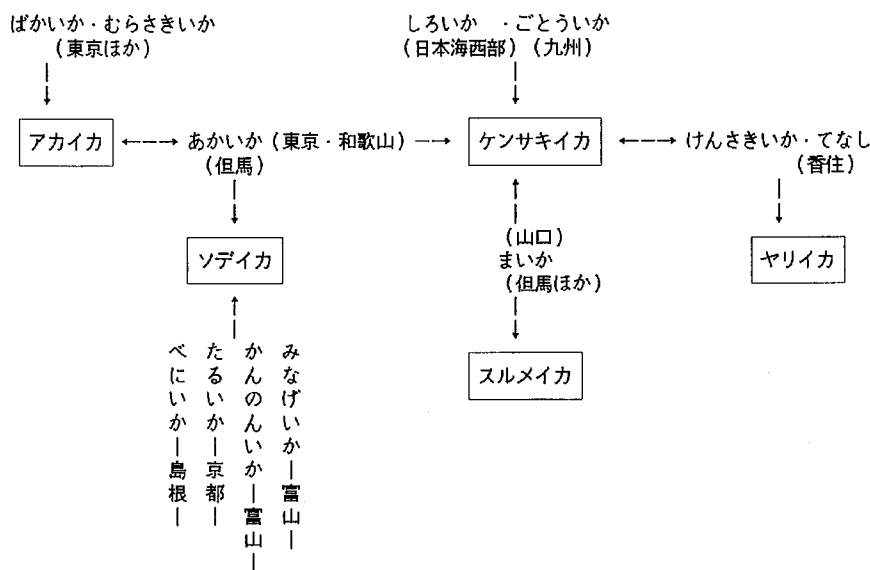 ばかいか・むらさきいか
(東京ほか)
しろいか ・ごとういか
(日本海西部)(九州)
アカイカ
あかいか(東京・和歌山)
(但馬)
ケンサキイカ
けんさきいか・てなし
(香住)
ソデイカ
(山口)
まいか
(但馬ほか)
ヤリイカ
スルメイカ
みなげいか―富山―
かんのんいか―富山―
たるいか―京都―
べにいか―島根―